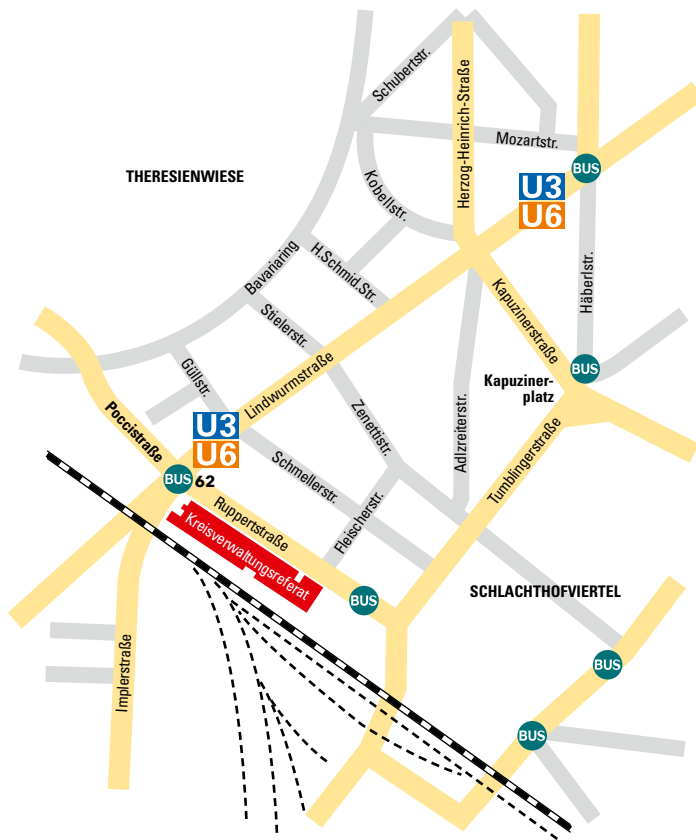 Schubertstr.
Herzog-Heinrich-Straße
Mozartstr.
BUS
THERESIENWIESE
U3
U6
Kobellstr.
H.Schmid.Str.
Bavariaring
Häberlstr.
Kapuzinerstraße
Stielerstr.
Lindwurmstraße
Güllstr.
BUS
Kapuziner-
platz
Zenettistr.
Adlzreiterstr.
Poccistraße
U3
U6
BUS 62
Schmellerstr.
Tumblingerstraße
Ruppertstraße
Fleischerstr.
Kreisverwaltungsreferat
BUS
SCHLACHTHOFVIERTEL
Implerstraße
BUS
BUS